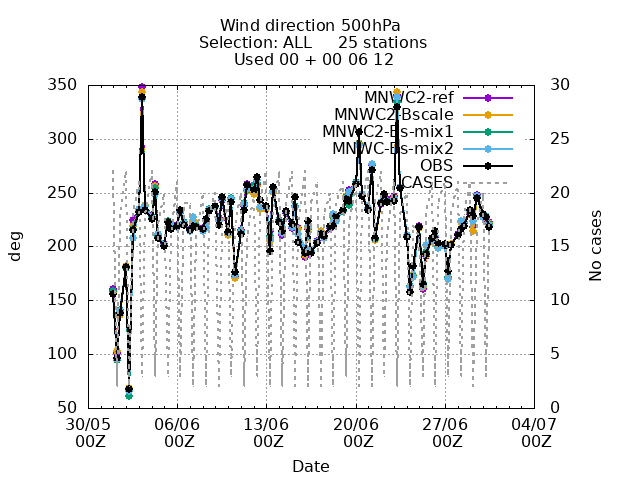 Wind direction 500hPa
Selection: ALL 25 stations
Used 00 + 00 06 12
350
300
250
200
150
100
50
30
25
20
15
10
5
0
deg
No cases
MNWC2-ref
MNWC2-Bscale
MNWC2-Bs-mix1
MNWC-Bs-mix2
OBS
CASES
30/05 06/06 13/06 20/06 27/06 04/07
00Z 00Z 00Z 00Z 00Z 00Z
Date